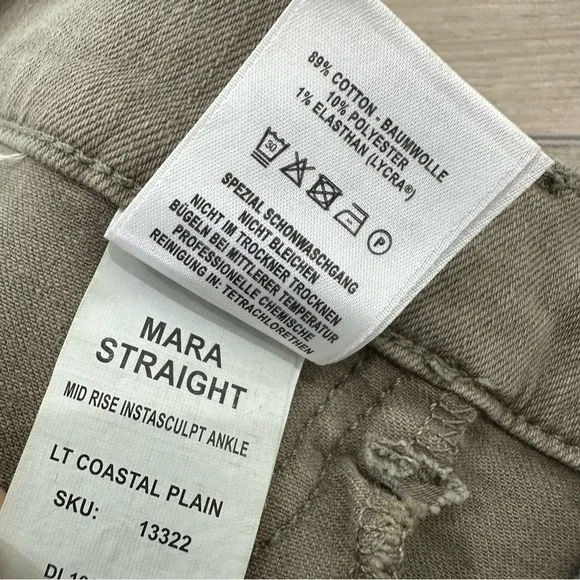 89% COTTON - BAUMWOLLE
10% POLYESTER
1% ELASTHAN (LYCRA®)
30
P
SPEZIAL SCHONWASCHGANG
NICHT BLEICHEN
NICHT IM TROCKNER TROCKNEN
BÜGELN BEI MITTLERER TEMPERATUR
PROFESSIONELLE CHEMISCHE
REINIGUNG IN: TETRACHLORETHEN
MARA
STRAIGHT
MID RISE INSTASCULPT ANKLE
LT COASTAL PLAIN
SKU: 13322